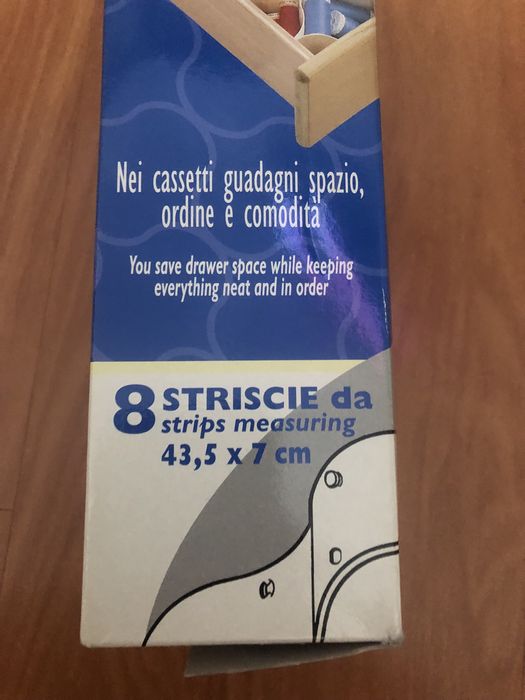 Nei cassetti guadagni spazio,
ordine e comodità
You save drawer space while keeping
everything neat and in order
8 STRISCIE da
strips measuring
43,5 x 7 cm